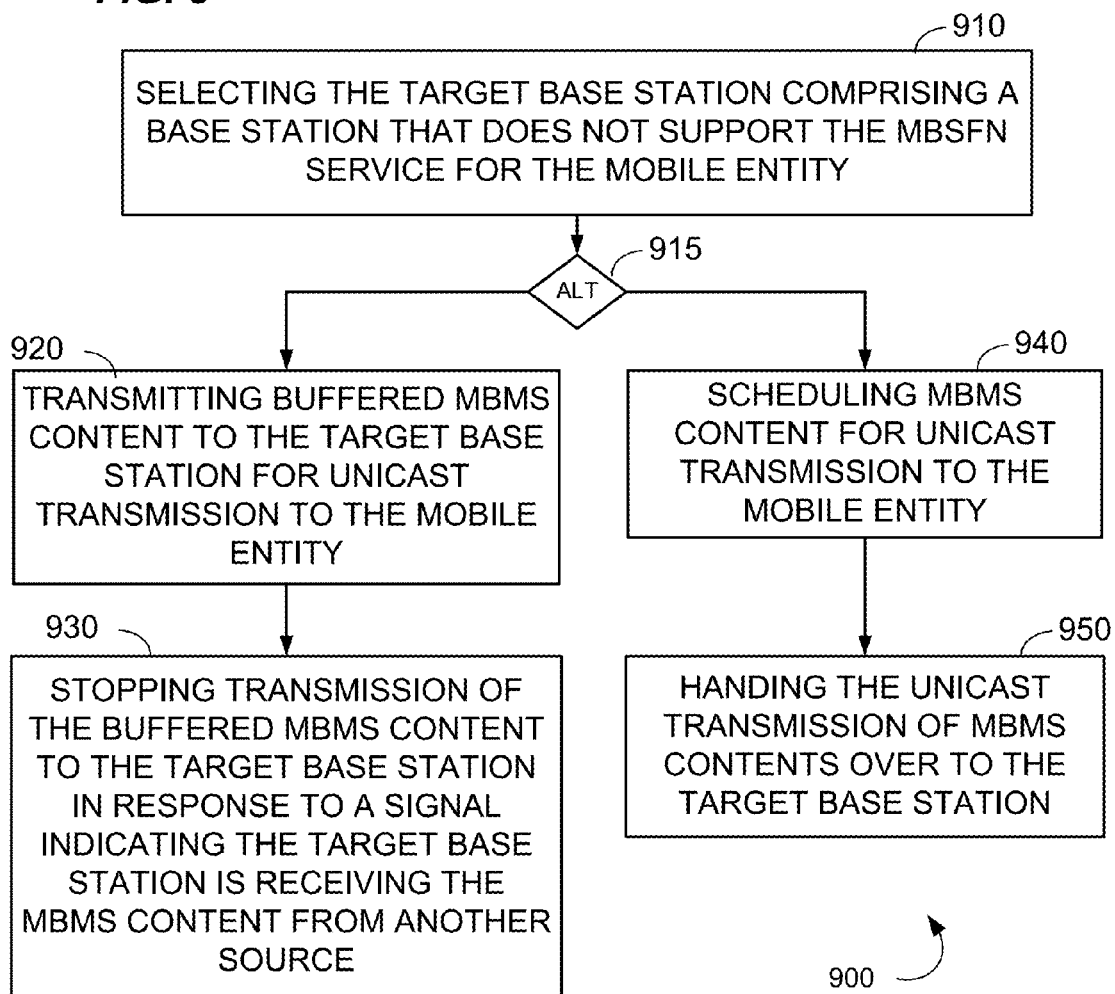 910
SELECTING THE TARGET BASE STATION COMPRISING A
BASE STATION THAT DOES NOT SUPPORT THE MBSFN
SERVICE FOR THE MOBILE ENTITY
915
ALT
920
TRANSMITTING BUFFERED MBMS
CONTENT TO THE TARGET BASE
STATION FOR UNICAST
TRANSMISSION TO THE MOBILE
ENTITY
930
STOPPING TRANSMISSION OF
THE BUFFERED MBMS CONTENT
TO THE TARGET BASE STATION
IN RESPONSE TO A SIGNAL
INDICATING THE TARGET BASE
STATION IS RECEIVING THE
MBMS CONTENT FROM ANOTHER
SOURCE
940
SCHEDULING MBMS
CONTENT FOR UNICAST
TRANSMISSION TO THE
MOBILE ENTITY
950
HANDING THE UNICAST
TRANSMISSION OF MBMS
CONTENTS OVER TO THE
TARGET BASE STATION
900